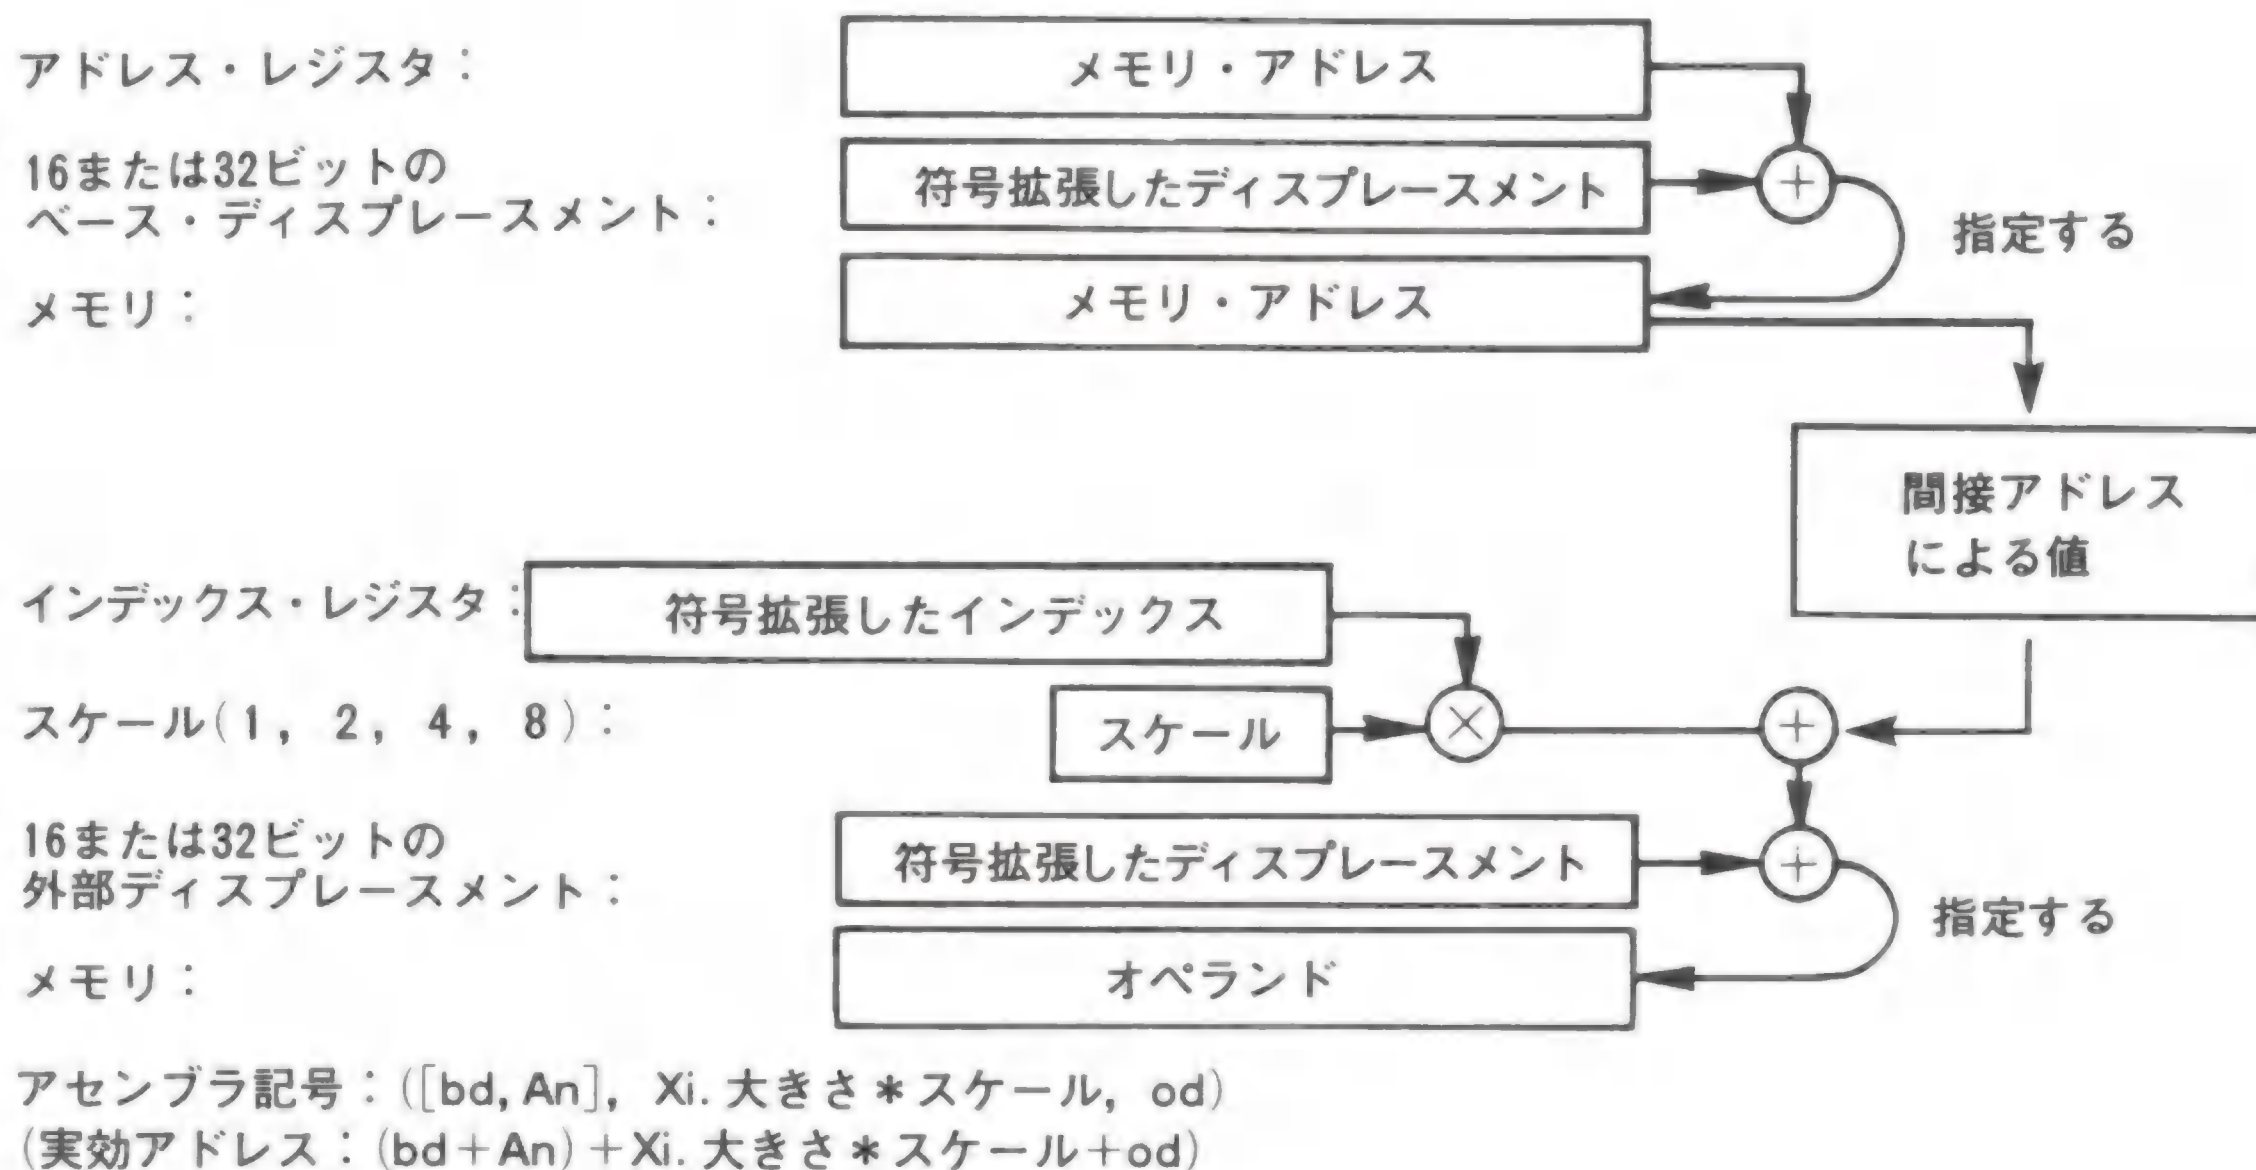 アドレス・レジスタ：
メモリ・アドレス
16または32ビットの
ベース・ディスプレースメント：
符号拡張したディスプレースメント
指定する
メモリ：
メモリ・アドレス
間接アドレス
による値
インデックス・レジスタ：
符号拡張したインデックス
スケール(1, 2, 4, 8)：
スケール
×
+
16または32ビットの
外部ディスプレースメント：
符号拡張したディスプレースメント
+
指定する
メモリ：
オペランド
アセンブラ記号：([bd, An], Xi. 大きさ*スケール, od)
(実効アドレス：(bd+An)+Xi. 大きさ*スケール+od)